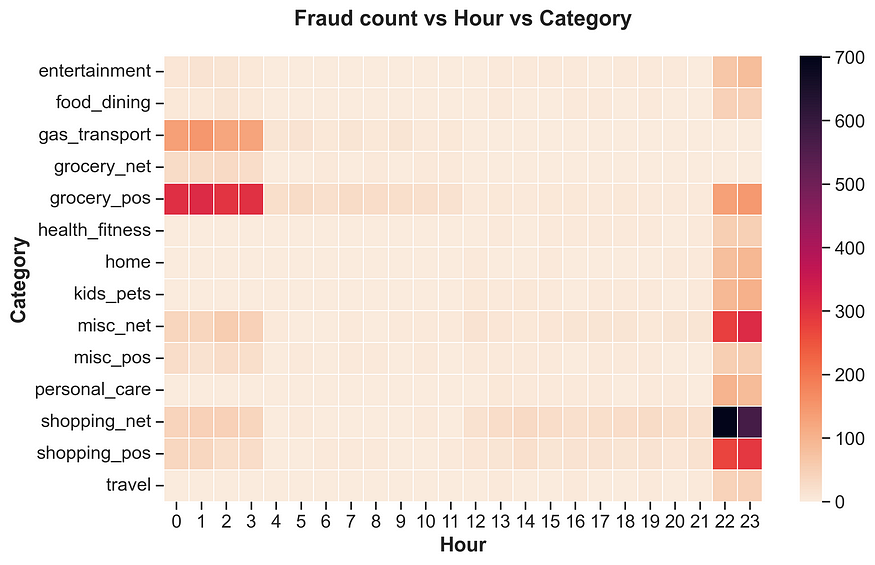 Fraud count vs Hour vs Category
entertainment
food_dining
gas_transport
grocery_net
grocery_pos
health_fitness
home
kids_pets
misc_net
misc_pos
personal_care
shopping_net
shopping_pos
travel
Category
0 1 2 3 4 5 6 7 8 9 10 11 12 13 14 15 16 17 18 19 20 21 22 23
Hour
700
600
500
400
300
200
100
0